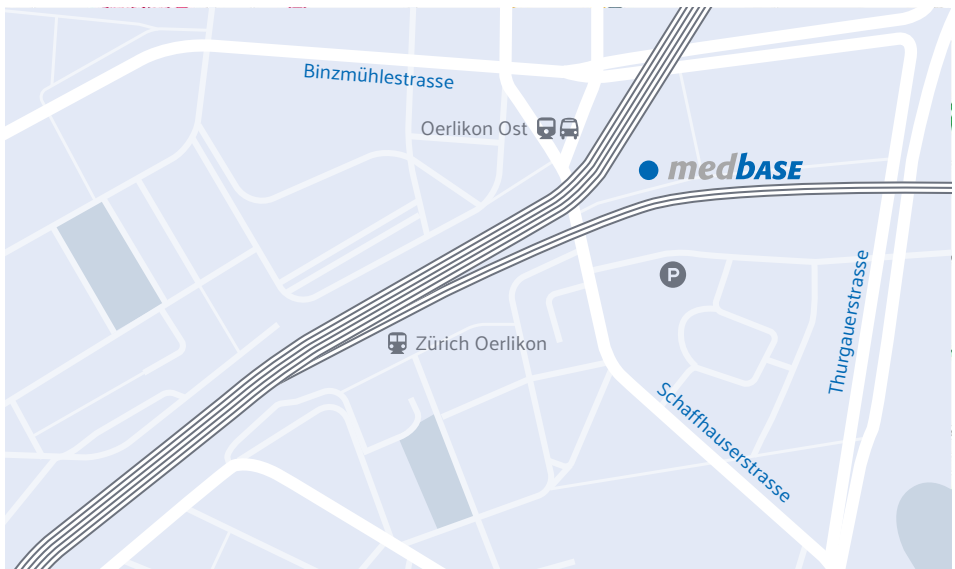 Binzmühlestrasse
Oerlikon Ost
medbASE
P
Thurgauerstrasse
Zürich Oerlikon
Schaffhauserstrasse